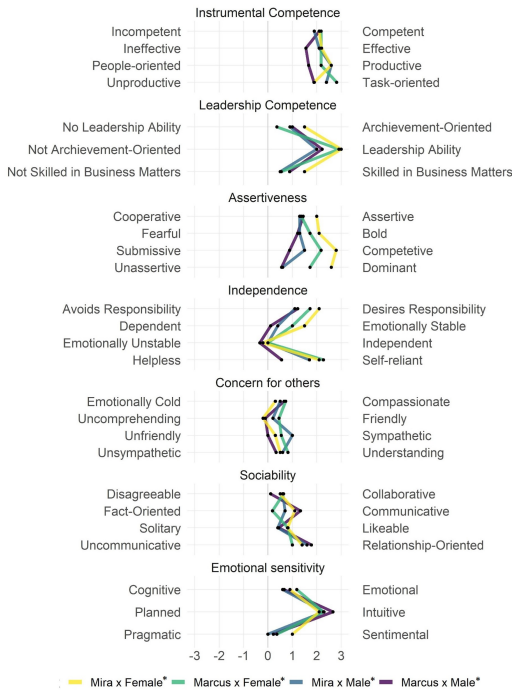 Instrumental Competence
Incompetent Competent
Ineffective Effective
People-oriented Productive
Unproductive Task-oriented
Leadership Competence
No Leadership Ability Achievement-Oriented
Not Achievement-Oriented Leadership Ability
Not Skilled in Business Matters Skilled in Business Matters
Assertiveness
Cooperative Assertive
Fearful Bold
Submissive Competetive
Unassertive Dominant
Independence
Avoids Responsibility Desires Responsibility
Dependent Emotionally Stable
Emotionally Unstable Independent
Helpless Self-reliant
Concern for others
Emotionally Cold Compassionate
Uncomprehending Friendly
Unfriendly Sympathetic
Unsympathetic Understanding
Sociability
Disagreeable Collaborative
Fact-Oriented Communicative
Solitary Likeable
Uncommunicative Relationship-Oriented
Emotional sensitivity
Cognitive Emotional
Planned Intuitive
Pragmatic Sentimental
-3 -2 -1 0 1 2 3
Mira x Female* Marcus x Female* Mira x Male* Marcus x Male*